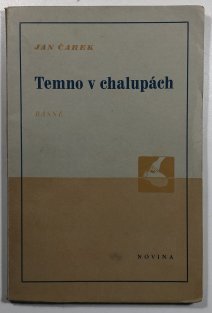 JAN ČAREK
Temno v chalupách
BÁSNĚ
NOVINA